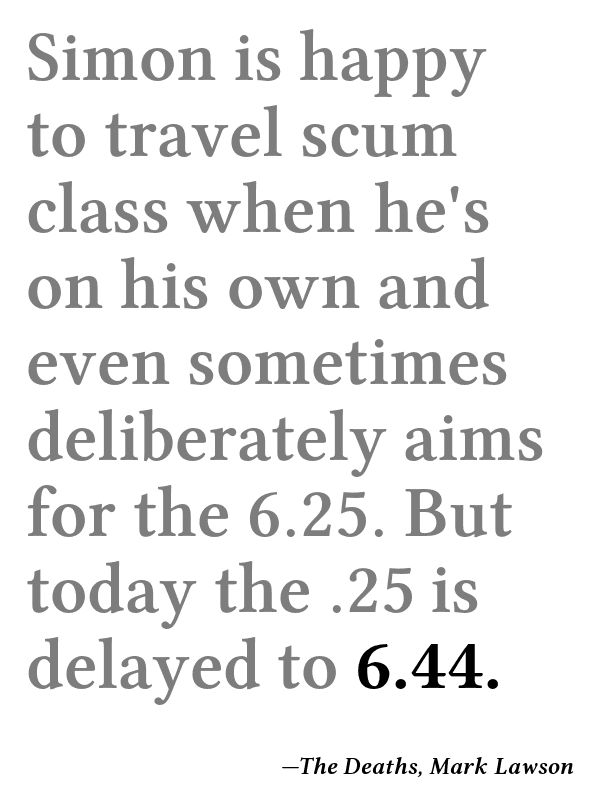 Simon is happy
to travel scum
class when he's
on his own and
even sometimes
deliberately aims
for the 6.25. But
today the .25 is
delayed to 6.44.
—The Deaths, Mark Lawson